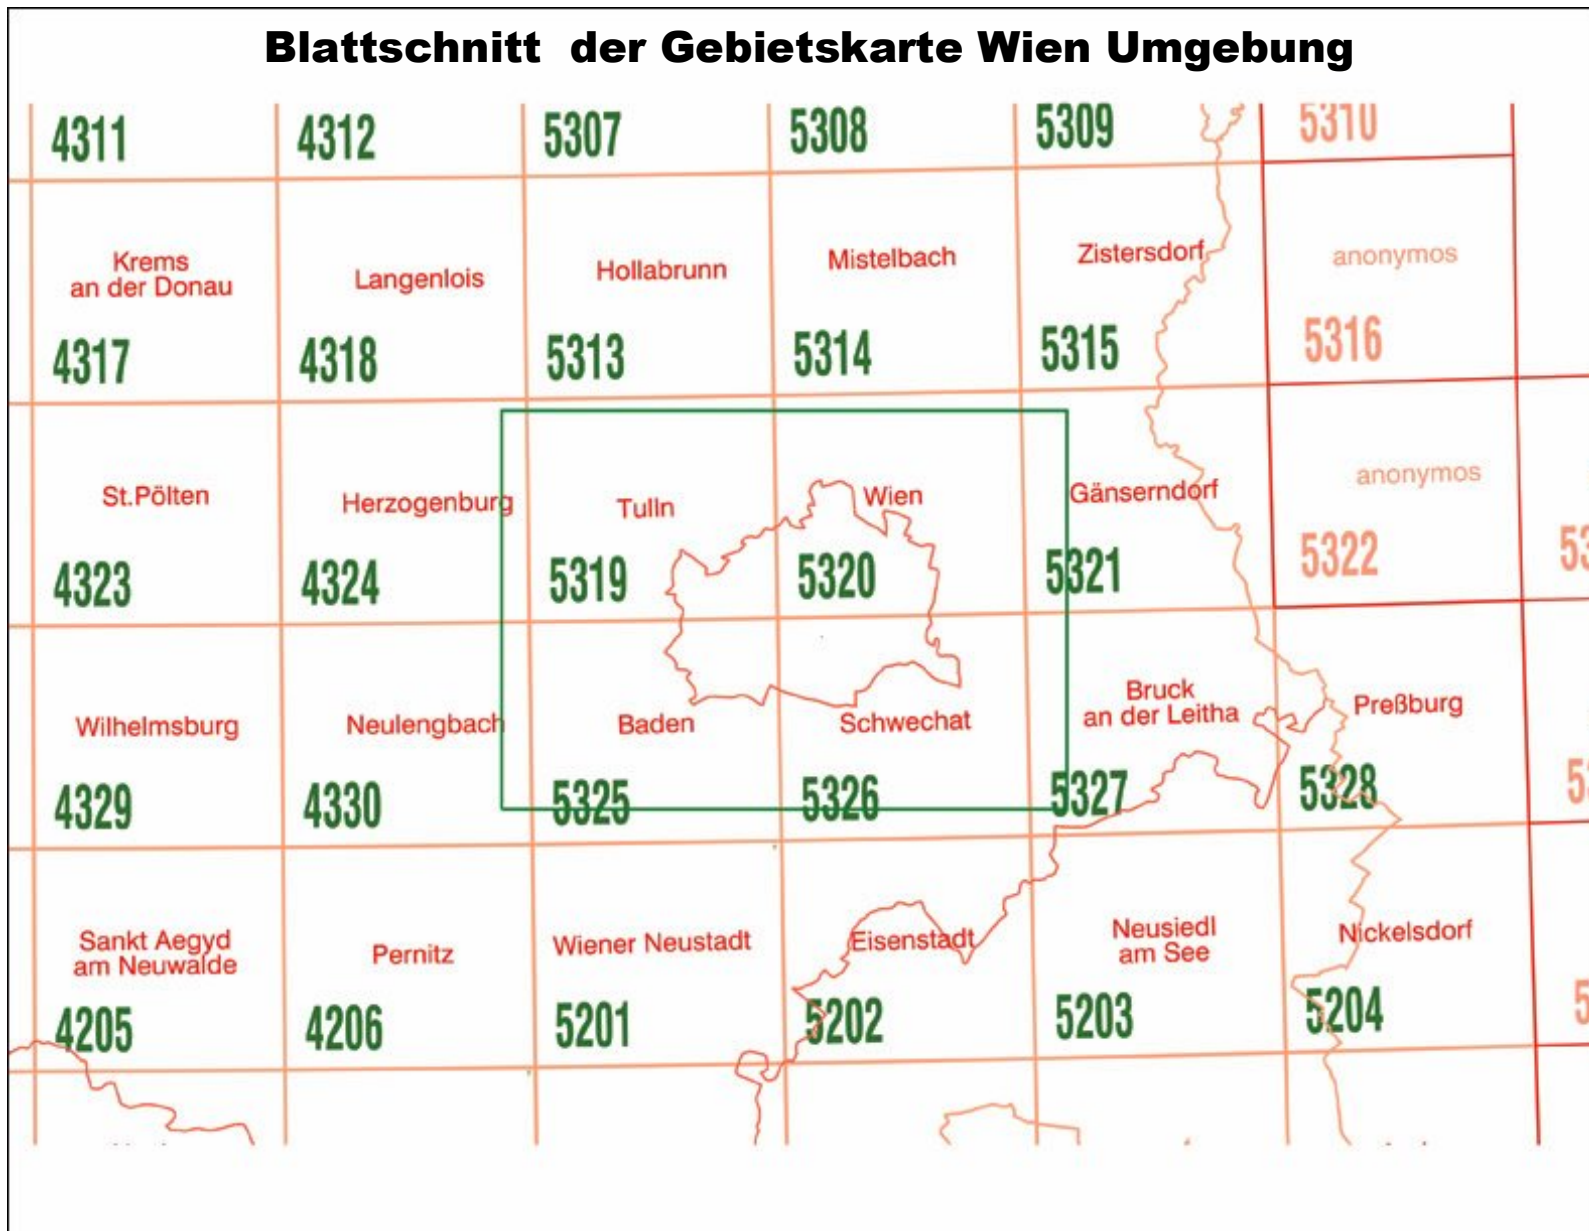 Blattschnitt der Gebietskarte Wien Umgebung
4311 4312 5307 5308 5309 5310
Krems
an der Donau
Langenlois
Hollabrunn
Mistelbach
Zistersdorf
anonymos
4317 4318 5313 5314 5315 5316
St.Pölten
Herzogenburg
Tulln
Wien
Gänserndorf
anonymos
4323 4324 5319 5320 5321 5322 53
Wilhelmsburg
Neulengbach
Baden
Schwechat
Bruck
an der Leitha
Preßburg
4329 4330 5325 5326 5327 5328 5
Sankt Aegyd
am Neuwalde
Pernitz
Wiener Neustadt
Eisenstadt
Neusiedl
am See
Nickelsdorf
4205 4206 5201 5202 5203 5204 5